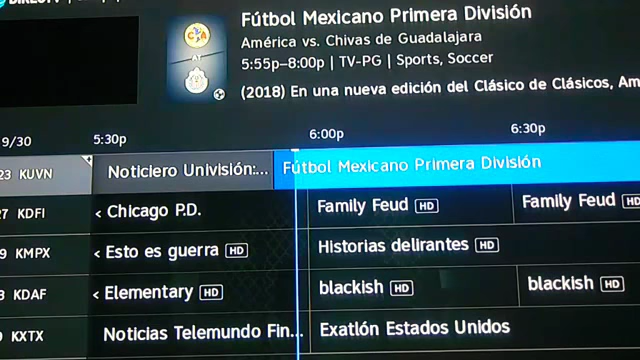 DIRECTV
Fútbol Mexicano Primera División
América vs. Chivas de Guadalajara
5:55p–8:00p | TV-PG | Sports, Soccer
(2018) En una nueva edición del Clásico de Clásicos, Am
9/30 5:30p 6:00p 6:30p
23 KUVN Noticiero Univisión:... Fútbol Mexicano Primera División
7 KDFI < Chicago P.D. Family Feud HD Family Feud HD
9 KMPX < Esto es guerra HD Historias delirantes HD
3 KDAF < Elementary HD blackish HD blackish HD
9 KXTX Noticias Telemundo Fin... Exatlón Estados Unidos